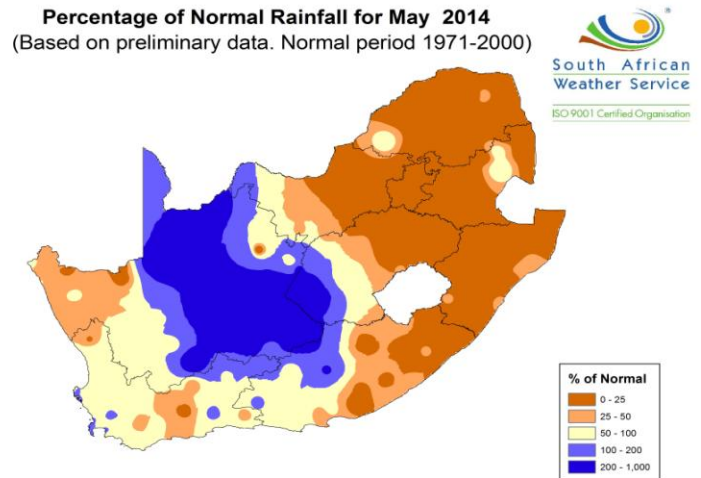 Percentage of Normal Rainfall for May 2014
(Based on preliminary data. Normal period 1971-2000)
®
South African
Weather Service
ISO 9001 Certified Organisation
% of Normal
0 - 25
25 - 50
50 - 100
100 - 200
200 - 1,000